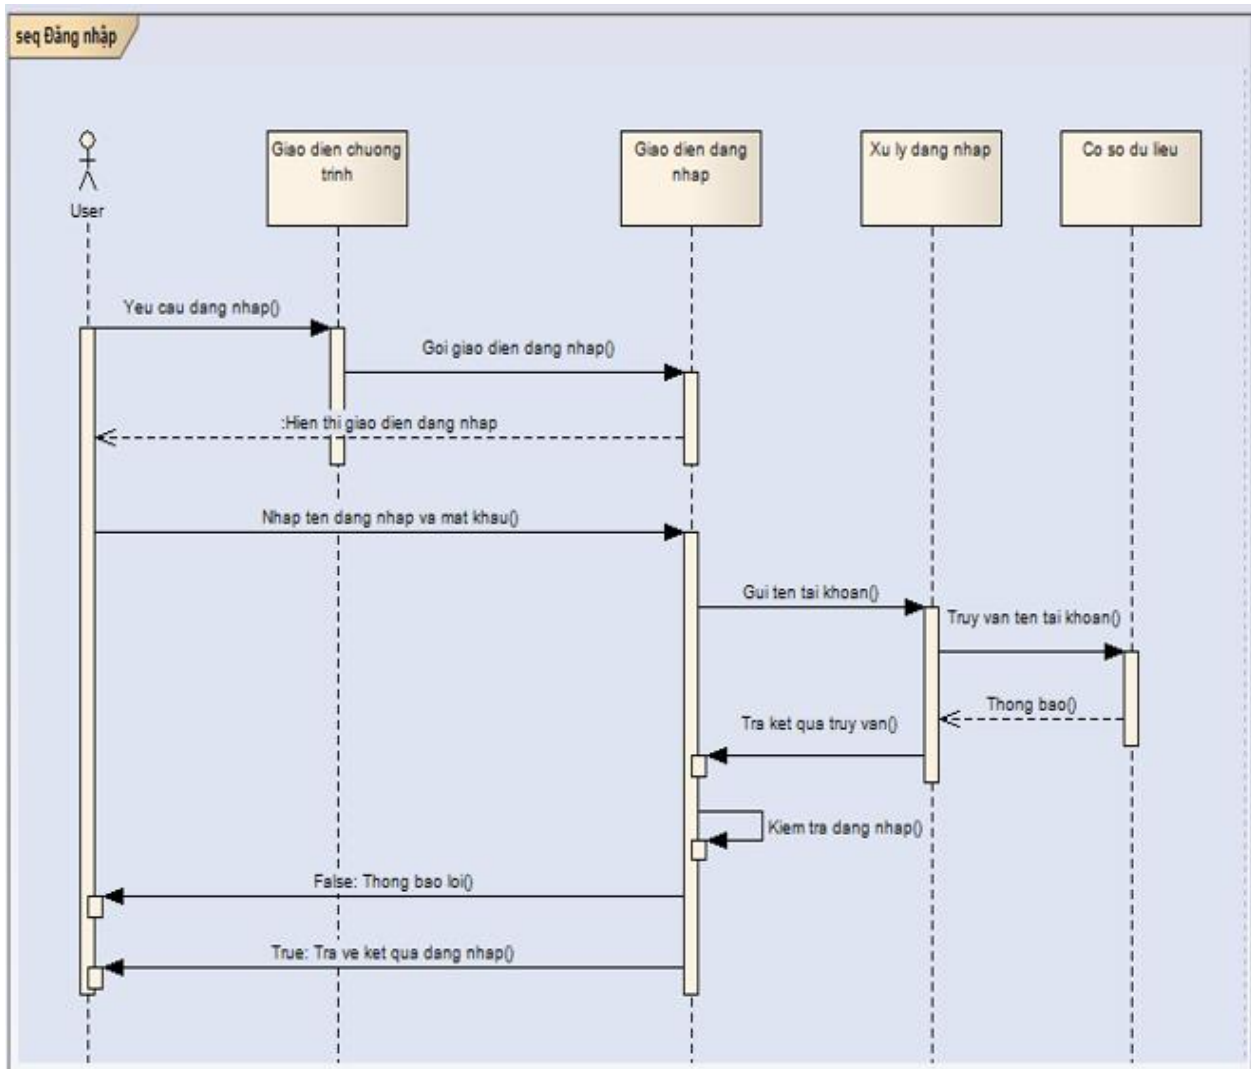 seq Đăng nhập
User
Giao dien chuong
trinh
Giao dien dang
nhap
Xu ly dang nhap
Co so du lieu
Yeu cau dang nhap()
Goi giao dien dang nhap()
:Hien thi giao dien dang nhap
Nhap ten dang nhap va mat khau()
Gui ten tai khoan()
Truy van ten tai khoan()
Thong bao()
Tra ket qua truy van()
Kiem tra dang nhap()
False: Thong bao loi()
True: Tra ve ket qua dang nhap()